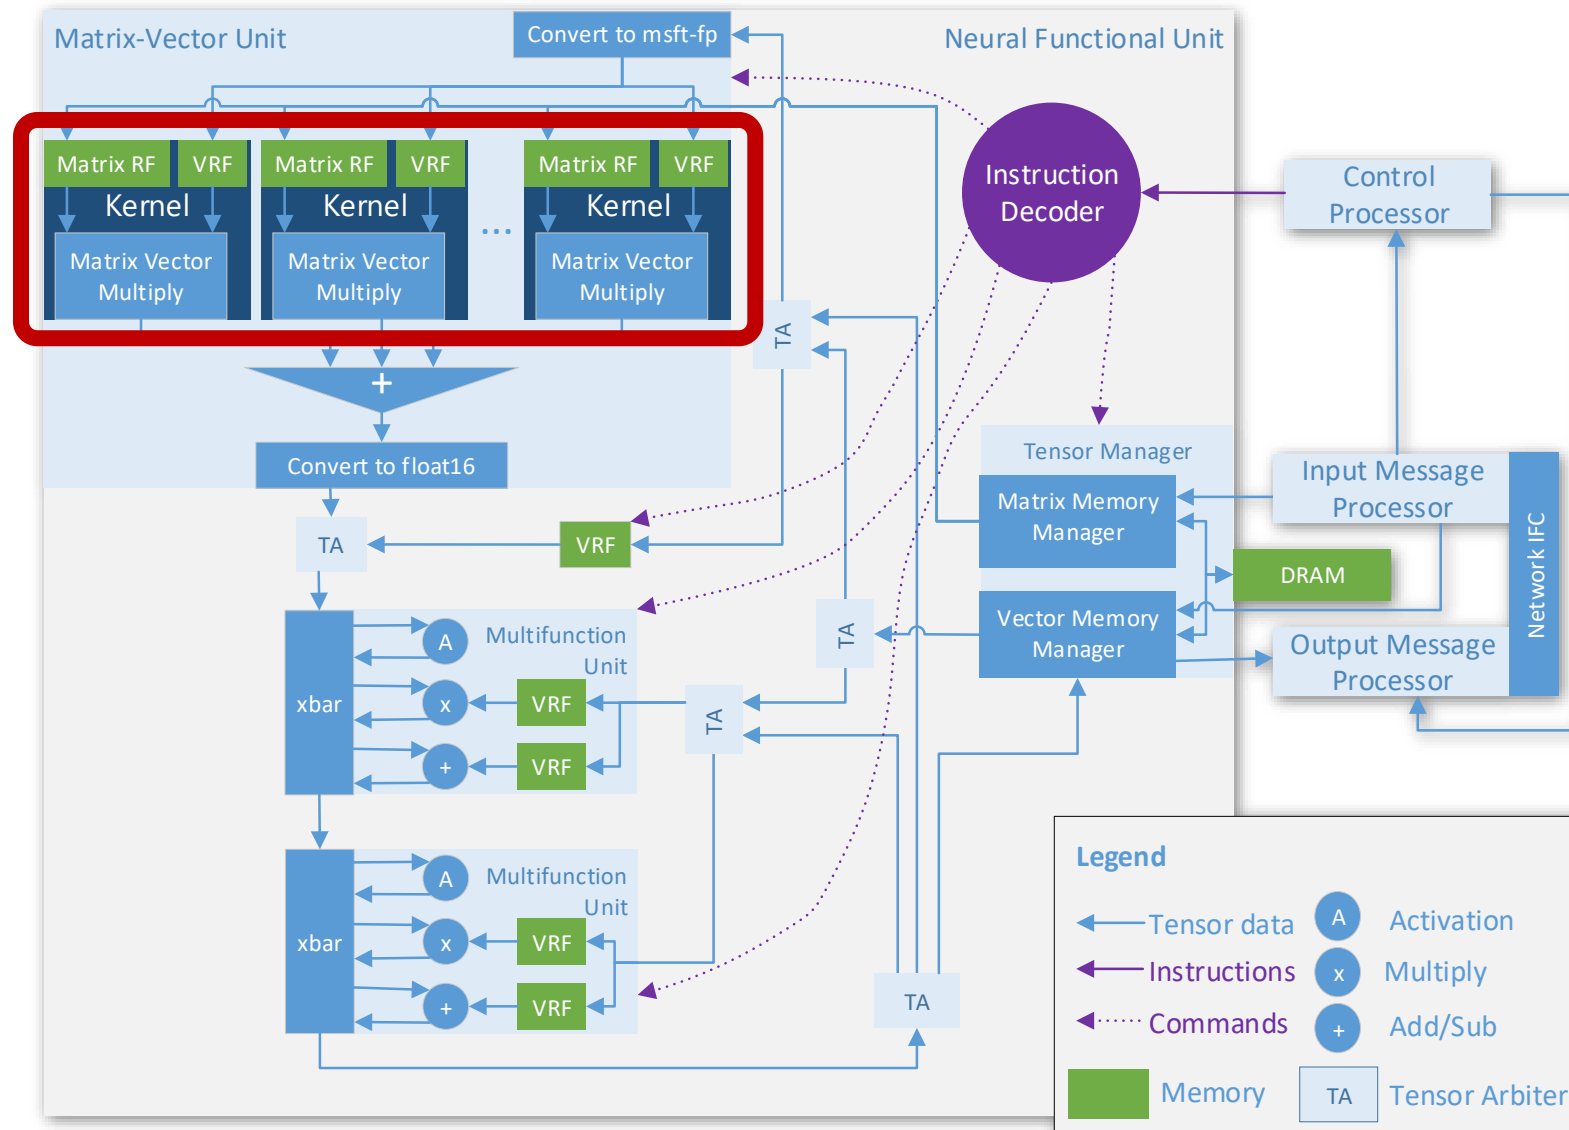 Matrix-Vector Unit
Convert to msft-fp
Neural Functional Unit
Matrix RF
VRF
Kernel
Matrix Vector
Multiply
Matrix RF
VRF
Kernel
Matrix Vector
Multiply
...
Matrix RF
VRF
Kernel
Matrix Vector
Multiply
+
Convert to float16
TA
VRF
TA
Instruction
Decoder
Control
Processor
Tensor Manager
Matrix Memory
Manager
Vector Memory
Manager
Input Message
Processor
DRAM
Output Message
Processor
Network IFC
TA
TA
xbar
A
x
+
Multifunction
Unit
VRF
VRF
xbar
A
x
+
Multifunction
Unit
VRF
VRF
TA
Legend
Tensor data
A
Activation
Instructions
x
Multiply
Commands
+
Add/Sub
Memory
TA
Tensor Arbiter